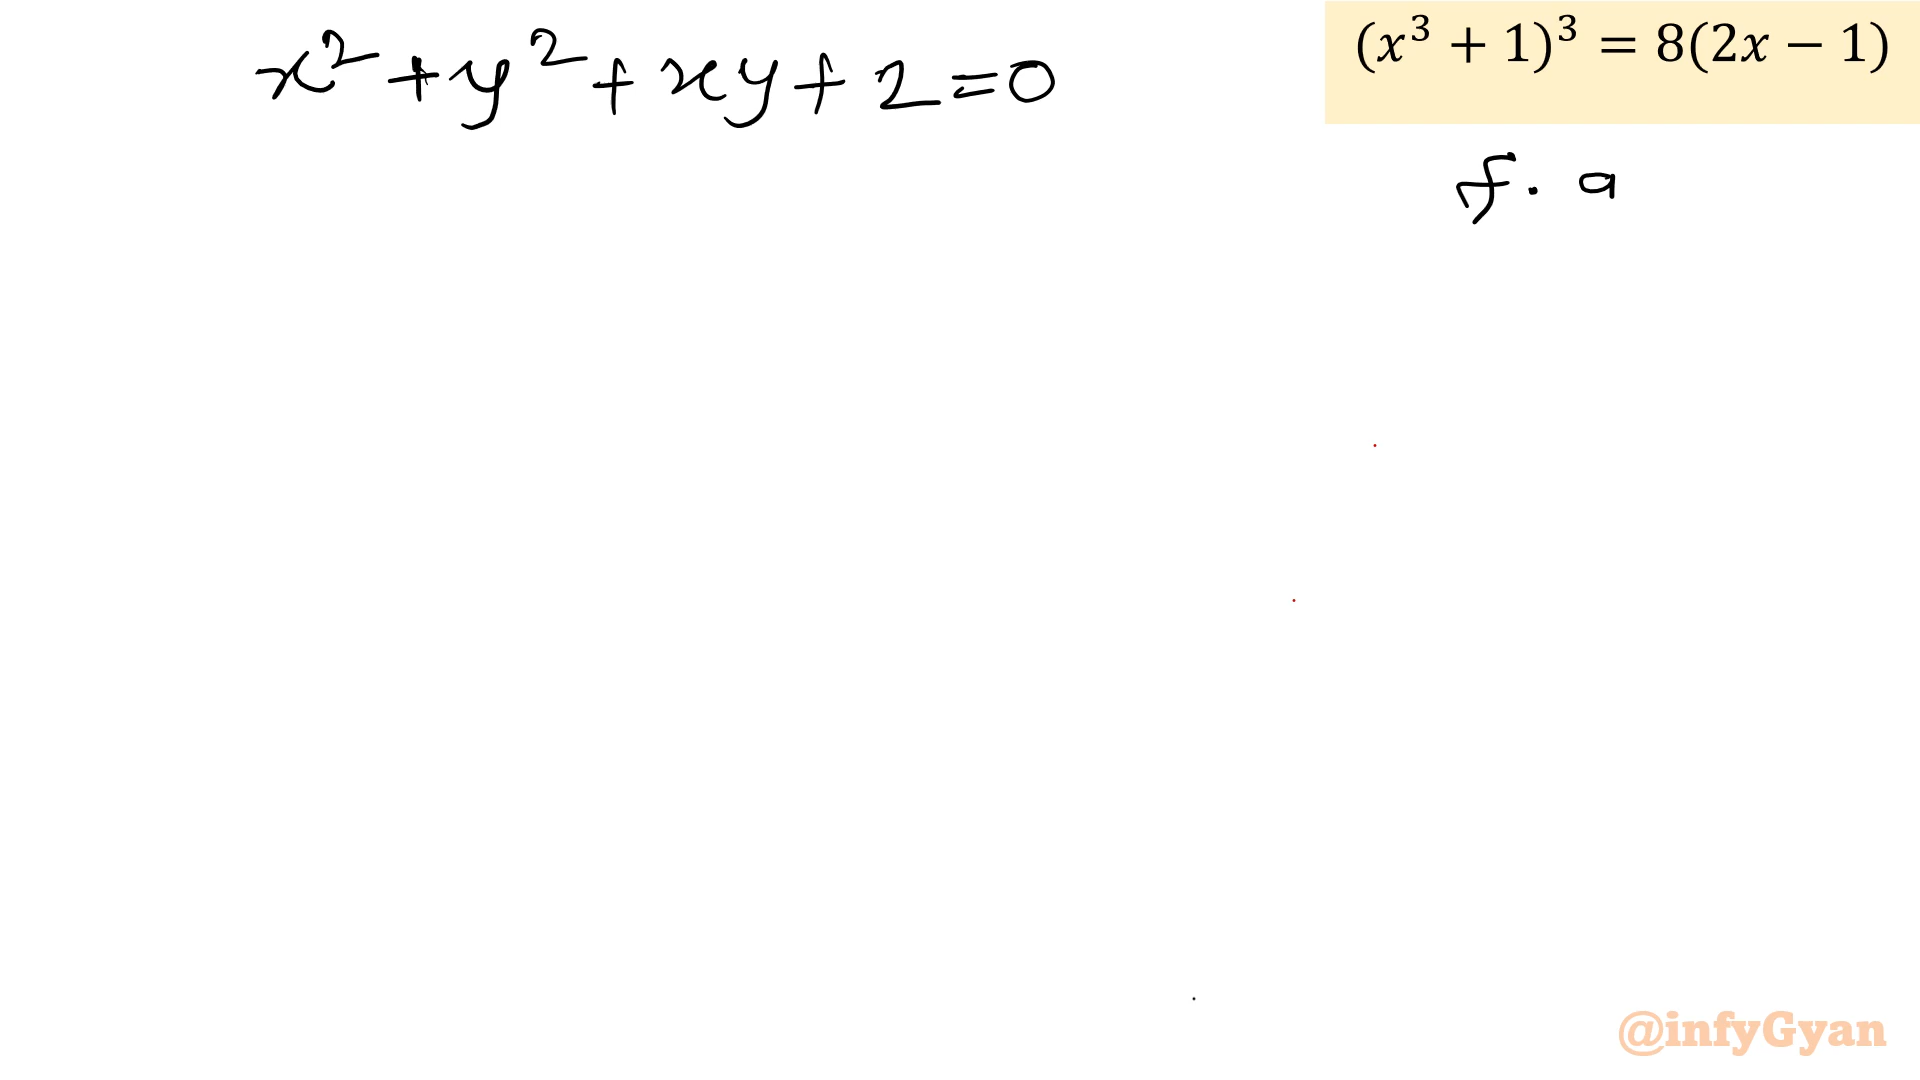 x² + y² + xy + 2 = 0
(x³ + 1)³ = 8(2x − 1)
f. a
@infyGyan